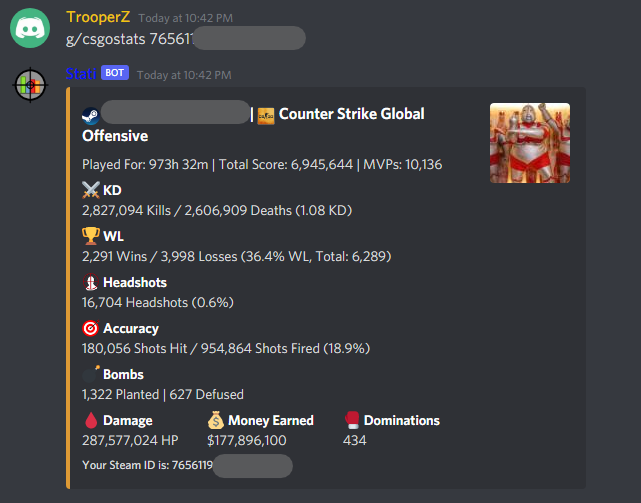 TrooperZ Today at 10:42 PM
g/csgostats 76561
Stati BOT Today at 10:42 PM
| Counter Strike Global
Offensive
Played For: 973h 32m | Total Score: 6,945,644 | MVPs: 10,136
KD
2,827,094 Kills / 2,606,909 Deaths (1.08 KD)
WL
2,291 Wins / 3,998 Losses (36.4% WL, Total: 6,289)
Headshots
16,704 Headshots (0.6%)
Accuracy
180,056 Shots Hit / 954,864 Shots Fired (18.9%)
Bombs
1,322 Planted | 627 Defused
Damage Money Earned Dominations
287,577,024 HP $177,896,100 434
Your Steam ID is: 7656119